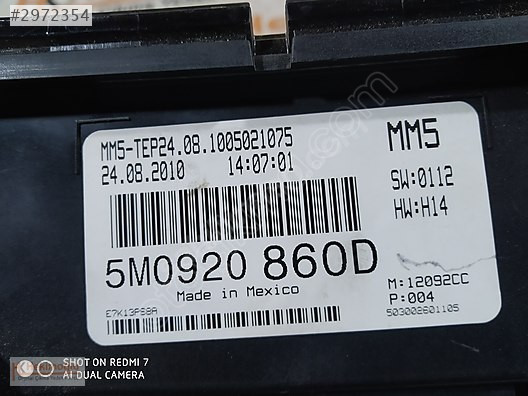 #2972354
MM5-TEP24.08.1005021075
24.08.2010 14:07:01
MM5
SW:0112
HW:H14
5M0920 860D
Made in Mexico
M:12092CC
P:004
E7K13PS8A
503002601105
SHOT ON REDMI 7
AI DUAL CAMERA